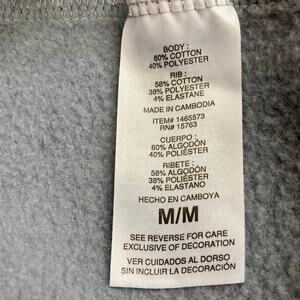 BODY:
60% COTTON
40% POLYESTER
RIB:
58% COTTON
38% POLYESTER
4% ELASTANE
MADE IN CAMBODIA
ITEM# 1465573
RN# 15763
CUERPO:
60% ALGODÓN
40% POLIÉSTER
RIBETE:
58% ALGODÓN
38% POLIÉSTER
4% ELASTANO
HECHO EN CAMBOYA
M/M
SEE REVERSE FOR CARE
EXCLUSIVE OF DECORATION
VER CUIDADOS AL DORSO
SIN INCLUIR LA DECORACIÓN